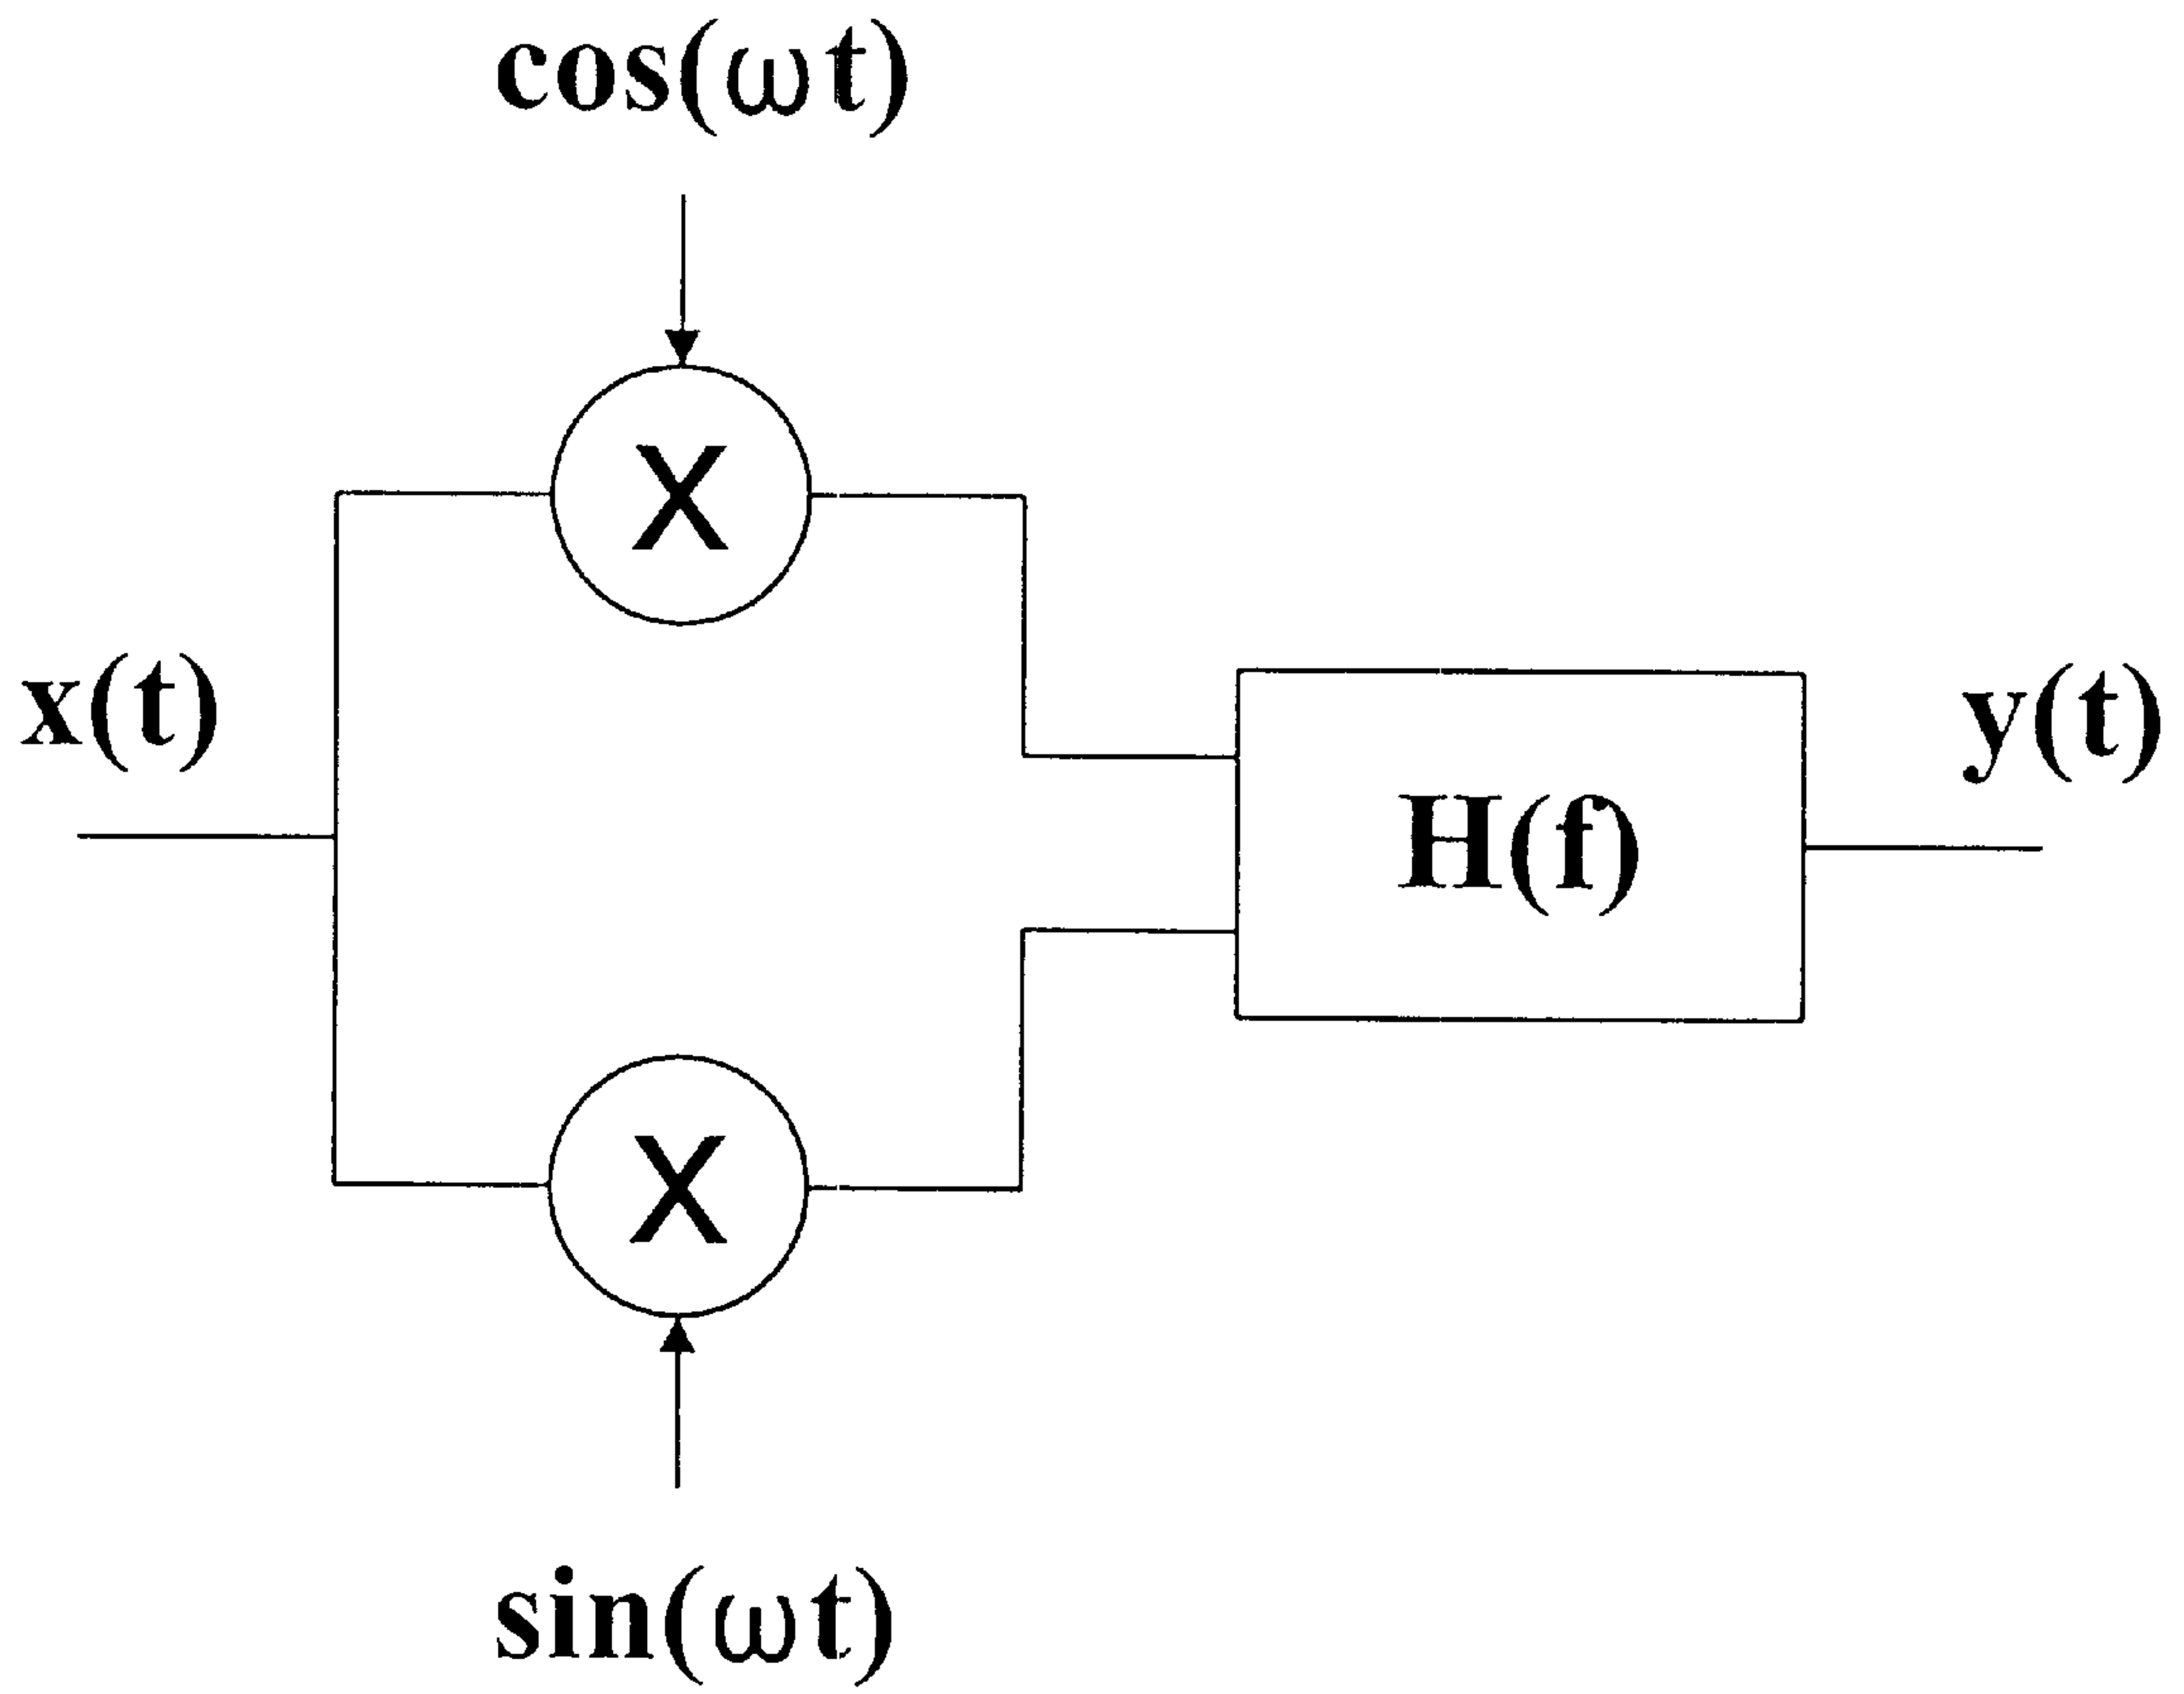 cos(ωt)
X
x(t)
H(f)
y(t)
X
sin(ωt)